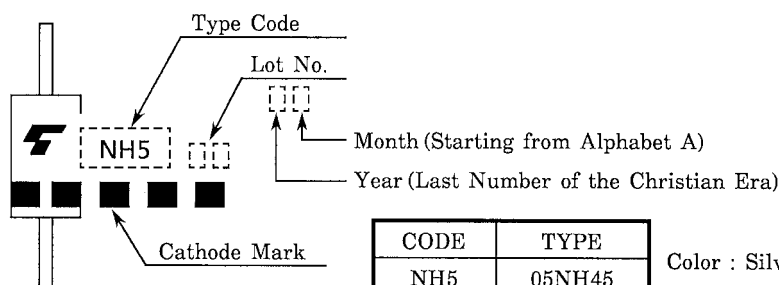 Type Code
Lot No.
NH5
Month (Starting from Alphabet A)
Year (Last Number of the Christian Era)
Cathode Mark
CODE TYPE
NH5 05NH45
Color :